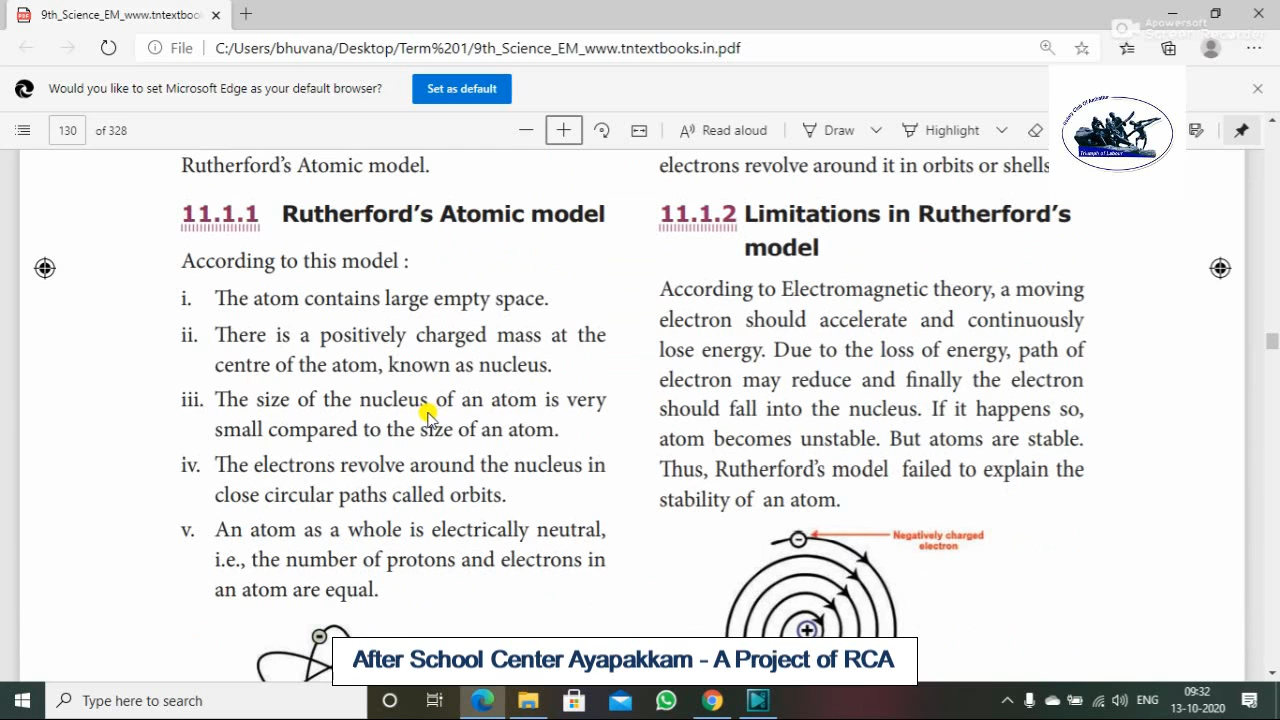 9th_Science_EM_www.tntextbooks
Apowersoft
Screen Recorder
File
C:/Users/bhuvana/Desktop/Term%201/9th_Science_EM_www.tntextbooks.in.pdf
Would you like to set Microsoft Edge as your default browser?
Set as default
130 of 328
Read aloud
Draw
Highlight
Triumph of Labour
Rutherford's Atomic model.
11.1.1 Rutherford's Atomic model
According to this model :
i. The atom contains large empty space.
ii. There is a positively charged mass at the
centre of the atom, known as nucleus.
iii. The size of the nucleus of an atom is very
small compared to the size of an atom.
iv. The electrons revolve around the nucleus in
close circular paths called orbits.
v. An atom as a whole is electrically neutral,
i.e., the number of protons and electrons in
an atom are equal.
electrons revolve around it in orbits or shells
11.1.2 Limitations in Rutherford's
model
According to Electromagnetic theory, a moving
electron should accelerate and continuously
lose energy. Due to the loss of energy, path of
electron may reduce and finally the electron
should fall into the nucleus. If it happens so,
atom becomes unstable. But atoms are stable.
Thus, Rutherford's model failed to explain the
stability of an atom.
Negatively charged
electron
After School Center Ayapakkam - A Project of RCA
Type here to search
ENG
09:32
13-10-2020